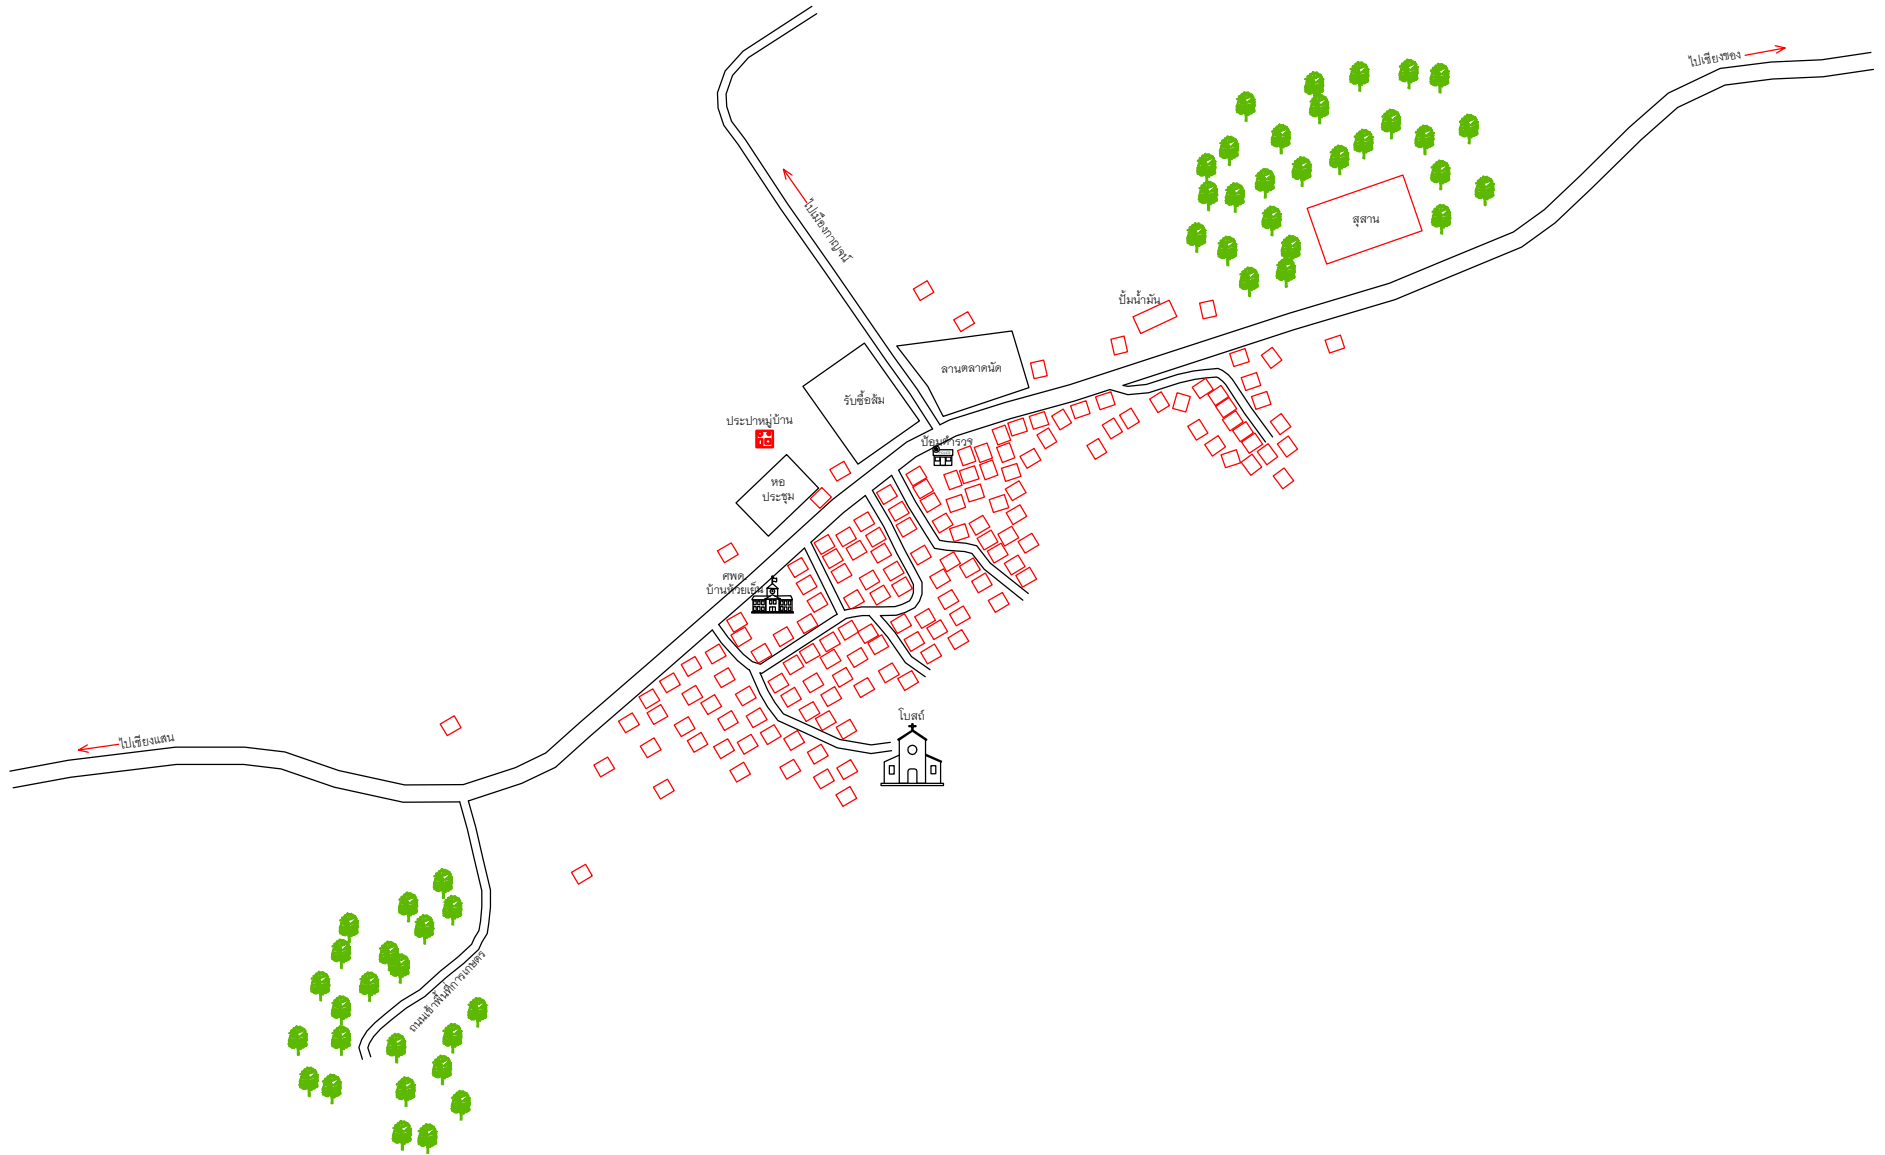 ไปเชียงของ
ไปเมืองกาญจน์
สุสาน
ปั้มน้ำมัน
ลานตลาดนัด
รับซื้อส้ม
ประปาหมู่บ้าน
ป้อมตำรวจ
หอ
ประชุม
ศพด.
บ้านห้วยเย็น
โบสถ์
ไปเชียงแสน
ถนนเข้าพื้นที่การเกษตร